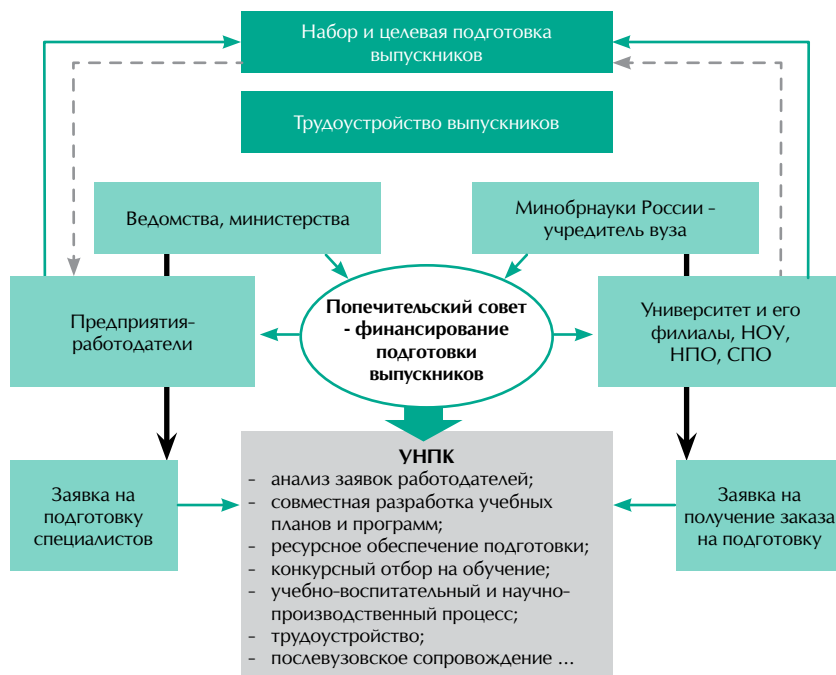 Набор и целевая подготовка
выпускников
Трудоустройство выпускников
Ведомства, министерства
Минобрнауки России -
учредитель вуза
Предприятия-
работодатели
Попечительский совет
- финансирование
подготовки
выпускников
Университет и его
филиалы, НОУ,
НПО, СПО
Заявка на
подготовку
специалистов
УНПК
- анализ заявок работодателей;
- совместная разработка учебных
планов и программ;
- ресурсное обеспечение подготовки;
- конкурсный отбор на обучение;
- учебно-воспитательный и научно-
производственный процесс;
- трудоустройство;
- послевузовское сопровождение ...
Заявка на
получение заказа
на подготовку